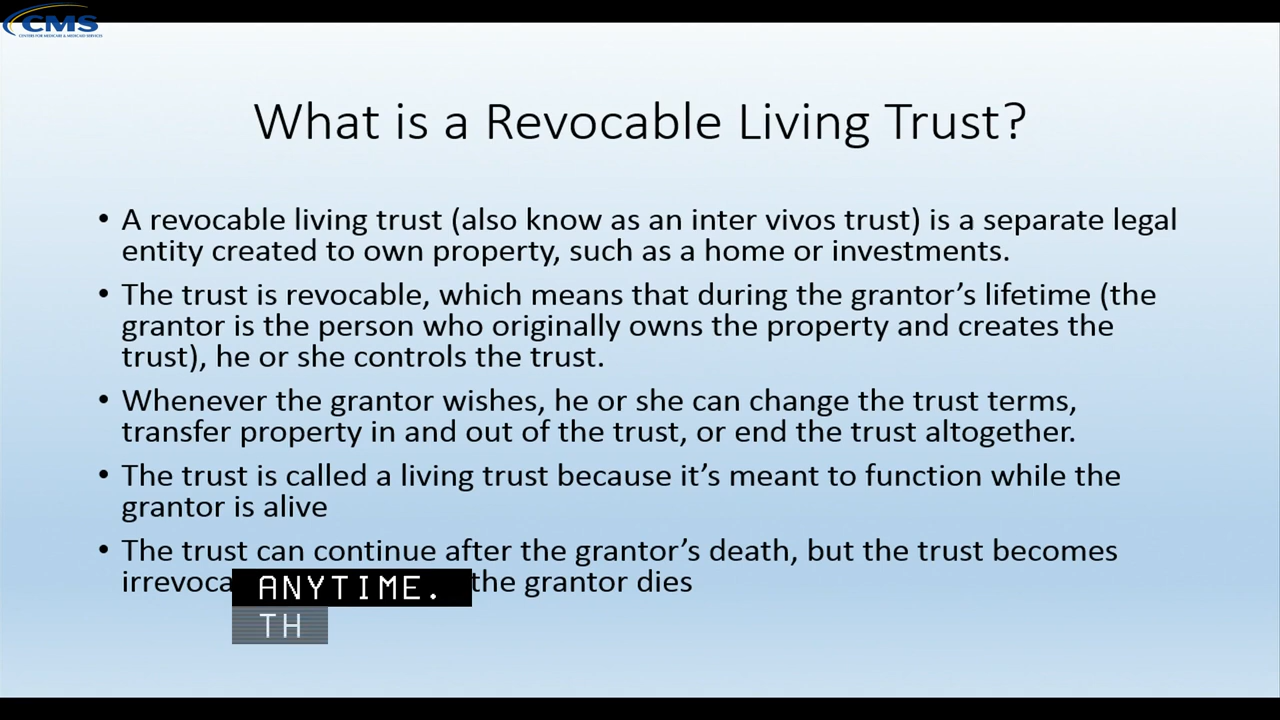 CMS
CENTERS FOR MEDICARE & MEDICAID SERVICES
What is a Revocable Living Trust?
• A revocable living trust (also know as an inter vivos trust) is a separate legal
entity created to own property, such as a home or investments.
• The trust is revocable, which means that during the grantor’s lifetime (the
grantor is the person who originally owns the property and creates the
trust), he or she controls the trust.
• Whenever the grantor wishes, he or she can change the trust terms,
transfer property in and out of the trust, or end the trust altogether.
• The trust is called a living trust because it’s meant to function while the
grantor is alive
• The trust can continue after the grantor’s death, but the trust becomes
irrevoca the grantor dies
ANYTIME.
TH